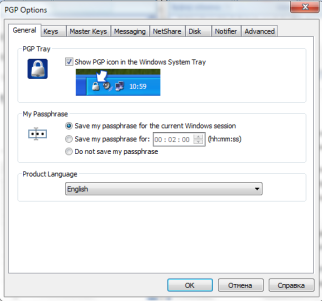 PGP Options
General Keys Master Keys Messaging NetShare Disk Notifier Advanced
PGP Tray
Show PGP icon in the Windows System Tray
10:59
My Passphrase
Save my passphrase for the current Windows session
Save my passphrase for: 00 : 02 : 00 (hh:mm:ss)
Do not save my passphrase
Product Language
English
OK Отмена Справка